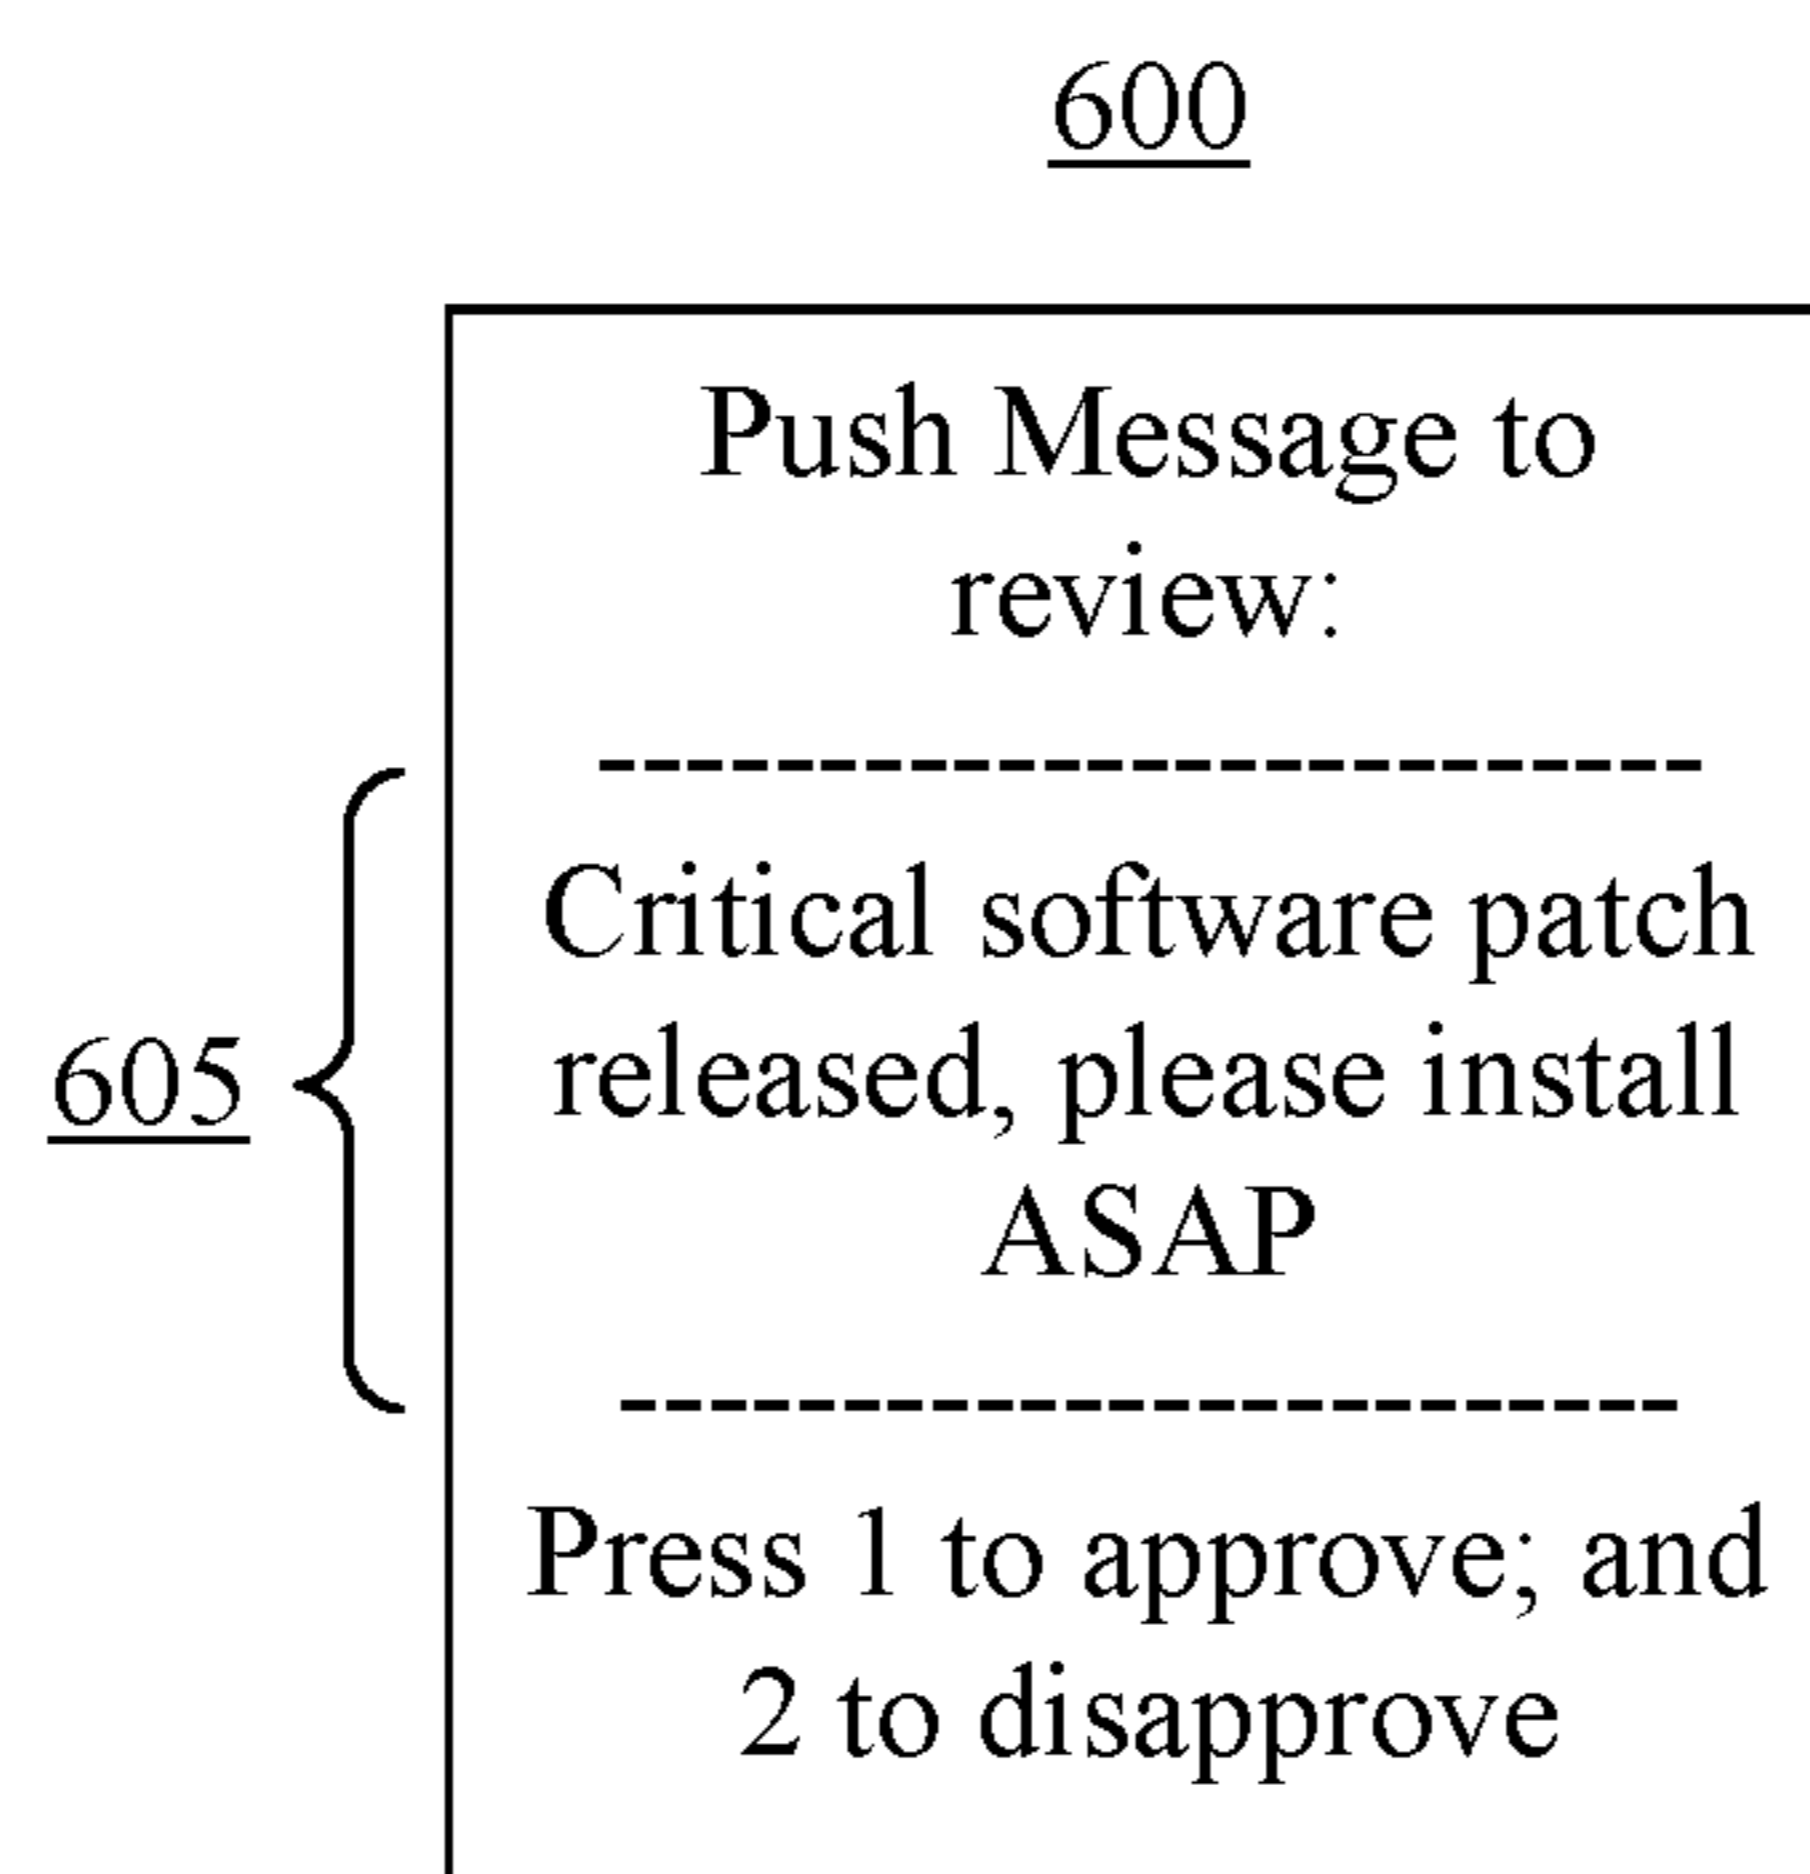 600
Push Message to
review:
-------------------------
Critical software patch
released, please install
ASAP
------------------------
605
Press 1 to approve; and
2 to disapprove